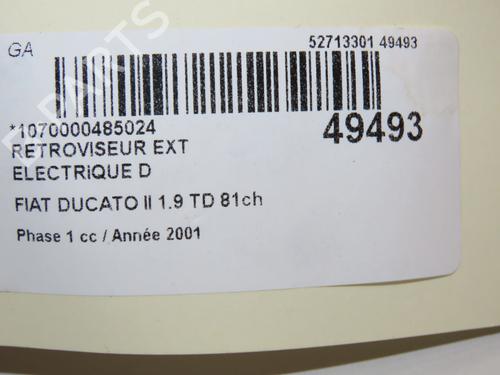 GA
52713301 49493
*1070000485024
49493
RETROVISEUR EXT
ELECTRIQUE D
FIAT DUCATO II 1.9 TD 81ch
Phase 1 cc / Année 2001